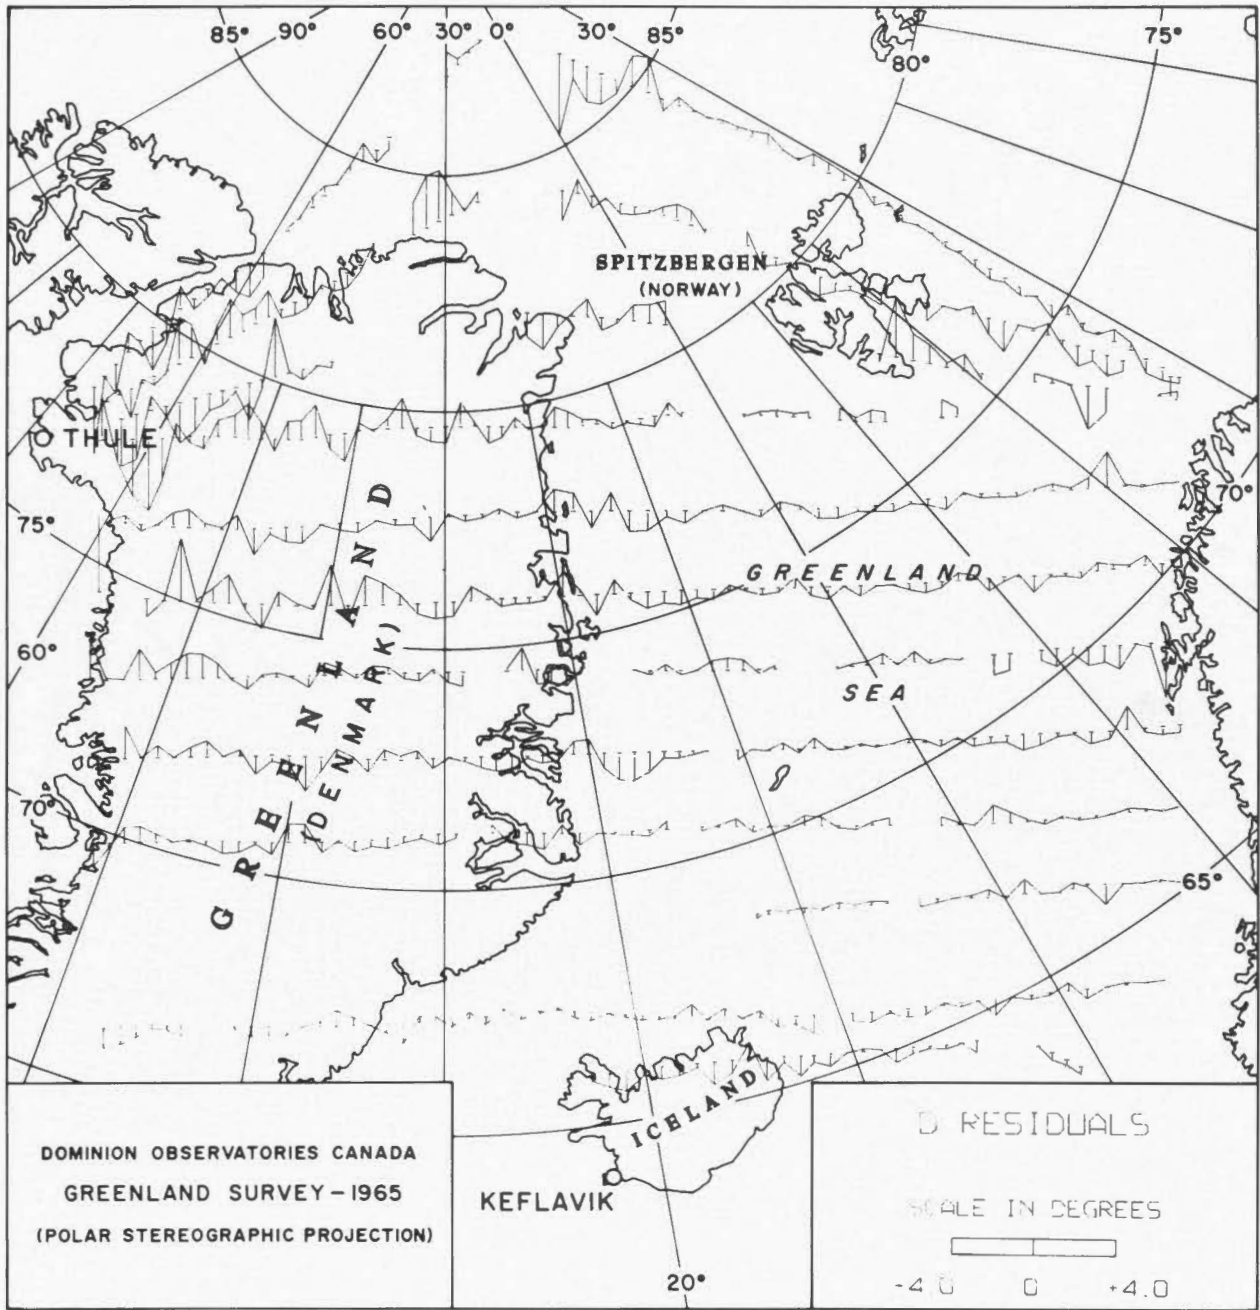 85° 90° 60° 30° 0° 30° 85° 75°
80°
SPITZBERGEN
(NORWAY)
THULE
75°
70°
GREENLAND
(DENMARK)
GREENLAND
SEA
60°
70°
65°
ICELAND
KEFLAVIK
20°
DOMINION OBSERVATORIES CANADA
GREENLAND SURVEY – 1965
(POLAR STEREOGRAPHIC PROJECTION)
D RESIDUALS
SCALE IN DEGREES
-4.0 0 +4.0